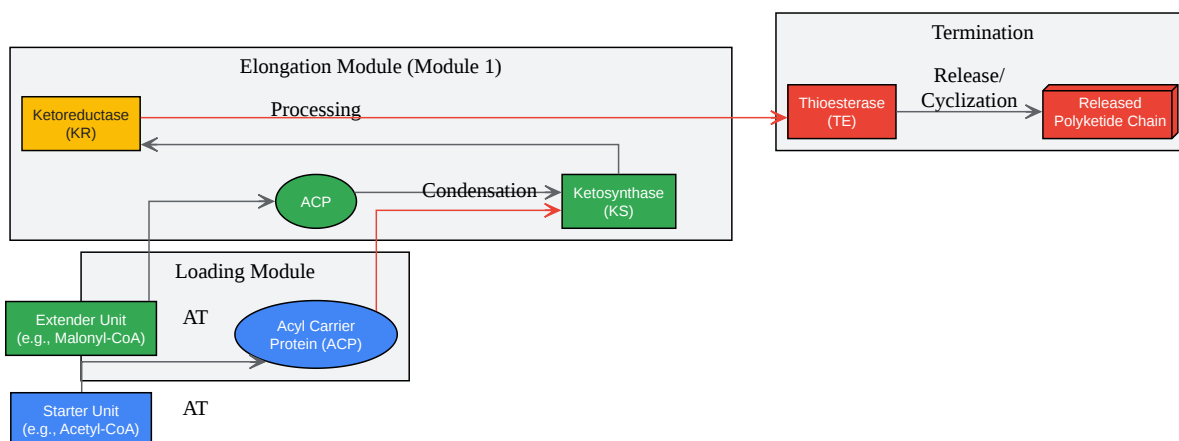 Termination
Elongation Module (Module 1)
Release/
Cyclization
Ketoreductase
(KR)
Processing
Thioesterase
(TE)
Released
Polyketide Chain
ACP
Condensation
Ketosynthase
(KS)
Loading Module
Extender Unit
(e.g., Malonyl-CoA)
AT
Acyl Carrier
Protein (ACP)
Starter Unit
(e.g., Acetyl-CoA)
AT